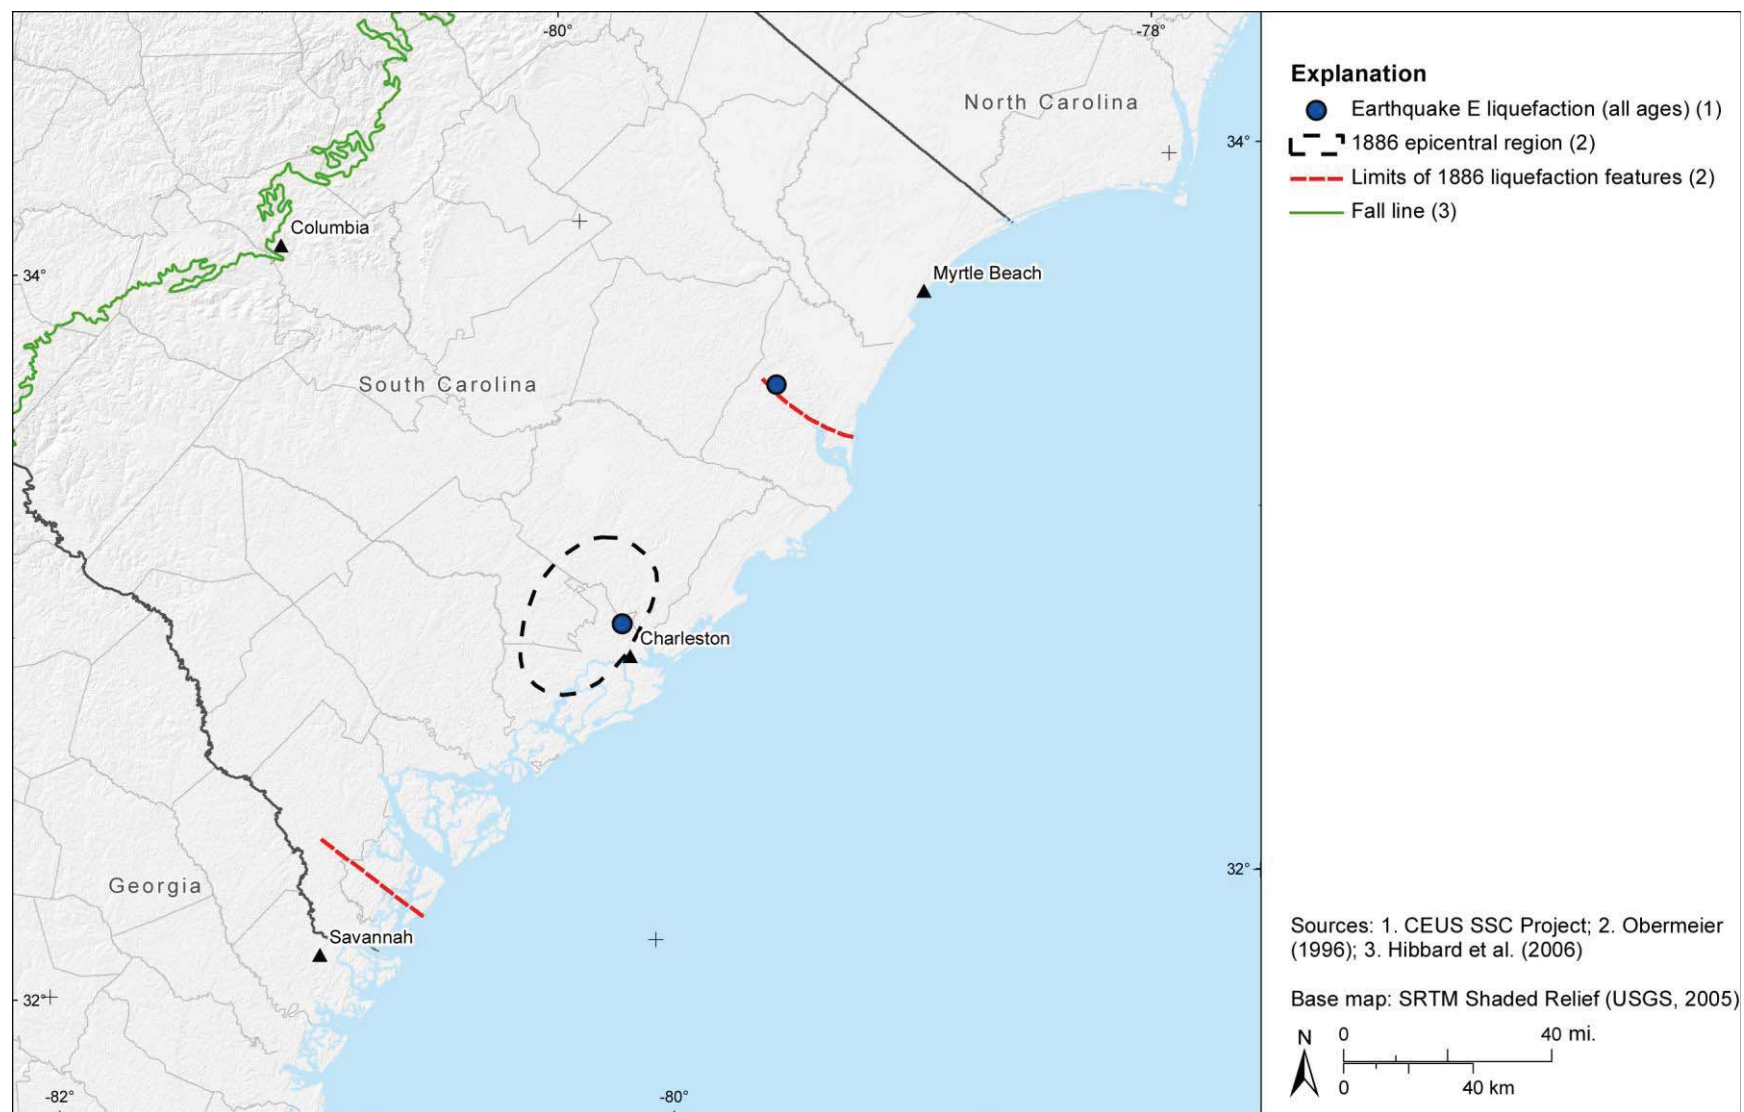 -80°
-78°
North Carolina
34°
Columbia
34°
Myrtle Beach
South Carolina
Charleston
Georgia
Savannah
32°
32°
-82°
-80°
Explanation
Earthquake E liquefaction (all ages) (1)
1886 epicentral region (2)
Limits of 1886 liquefaction features (2)
Fall line (3)
Sources: 1. CEUS SSC Project; 2. Obermeier
(1996); 3. Hibbard et al. (2006)
Base map: SRTM Shaded Relief (USGS, 2005)
N
0 40 mi.
0 40 km